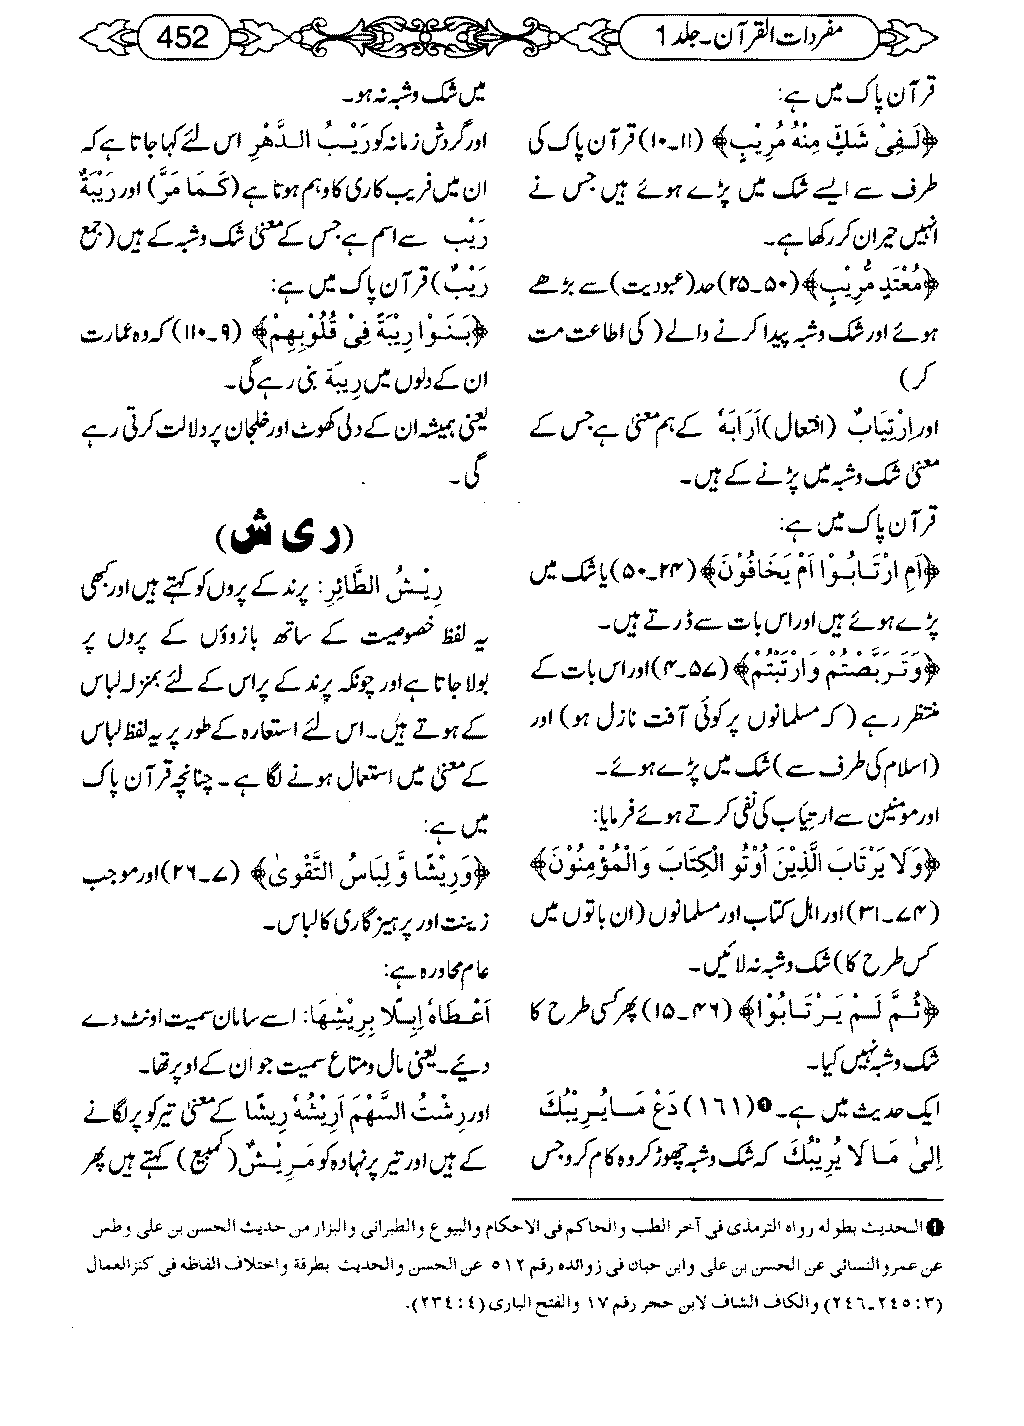 مفردات القرآن۔ جلد 1
452
قرآن پاک میں ہے:
﴿لَفِیْ شَكٍّ مِنْهُ مُرِیْبٍ﴾ (۱۱۔۱۰) قرآن پاک کی
طرف سے ایسے شک میں پڑے ہوئے ہیں جس نے
انہیں حیران کر رکھا ہے۔
﴿مُعْتَدٍ مُّرِیْبٍ﴾ (۵۰۔۲۵) حد (عبودیت) سے بڑھے
ہوئے اور شک وشبہ پیدا کرنے والے (کی اطاعت مت
کر)
اور اِرْتِیَابٌ (افتعال) اَرَابَهٗ کے ہم معنی ہے جس کے
معنی شک وشبہ میں پڑنے کے ہیں۔
قرآن پاک میں ہے:
﴿اَمِ ارْتَابُوْا اَمْ یَخَافُوْنَ﴾ (۲۴۔۵۰) یا شک میں
پڑے ہوئے ہیں اور اس بات سے ڈرتے ہیں۔
﴿وَتَرَبَّصْتُمْ وَارْتَبْتُمْ﴾ (۵۷۔۴) اور اس بات کے
منتظر رہے (کہ مسلمانوں پر کوئی آفت نازل ہو) اور
(اسلام کی طرف سے) شک میں پڑے ہوئے۔
اور مومنین سے ارتیاب کی نفی کرتے ہوئے فرمایا:
﴿وَلَا یَرْتَابَ الَّذِیْنَ اُوْتُو الْکِتَابَ وَالْمُؤْمِنُوْنَ﴾
(۷۴۔۳۱) اور اہل کتاب اور مسلمانوں (ان باتوں میں
کس طرح کا) شک وشبہ نہ لائیں۔
﴿ثُمَّ لَمْ یَرْتَابُوْا﴾ (۴۶۔۱۵) پھر کسی طرح کا
شک وشبہ نہیں کیا۔
ایک حدیث میں ہے۔❶ (۱۶۱) دَعْ مَایُرِیْبُكَ
اِلیٰ مَا لَا یُرِیْبُكَ کہ شک وشبہ چھوڑ کر وہ کام کرو جس
میں شک وشبہ نہ ہو۔
اور گردش زمانہ کو رَیْبُ الدَّهْرِ اس لئے کہا جاتا ہے کہ
ان میں فریب کاری کا وہم ہوتا ہے (کَمَا مَرَّ) اور رِیْبَةٌ
رَیْب سے اسم ہے جس کے معنی شک وشبہ کے ہیں (جمع
رَیْبٌ) قرآن پاک میں ہے:
﴿بَنَوْا رِیْبَةً فِیْ قُلُوْبِهِمْ﴾ (۹۔۱۱۰) کہ وہ عمارت
ان کے دلوں میں رِیْبَة بنی رہے گی۔
یعنی ہمیشہ ان کے دلی کھوٹ اور خلجان پر دلالت کرتی رہے
گی۔
(ر ی ش)
رِیْشُ الطَّائِرِ: پرند کے پروں کو کہتے ہیں اور کبھی
یہ لفظ خصوصیت کے ساتھ بازوؤں کے پروں پر
بولا جاتا ہے اور چونکہ پرند کے پر اس کے لئے بمنزلہ لباس
کے ہوتے ہیں۔ اس لئے استعارہ کے طور پر یہ لفظ لباس
کے معنی میں استعمال ہونے لگا ہے۔ چنانچہ قرآن پاک
میں ہے:
﴿وَرِیْشًا وَّلِبَاسُ التَّقْویٰ﴾ (۷۔۲۶) اور موجب
زینت اور پرہیزگاری کا لباس۔
عام محاورہ ہے:
اَعْطَاہُ اِبِلًا بِرِیْشِهَا: اسے سامان سمیت اونٹ دے
دیے۔ یعنی مال ومتاع سمیت جو ان کے اوپر تھا۔
اور رِشْتُ السَّهْمَ اَرِیْشُهٗ رِیْشًا کے معنی تیر کو پر لگانے
کے ہیں اور تیر پر نہادہ کو مَرِیْشٌ (کمبیع) کہتے ہیں پھر
❶ الحدیث بطوله رواه الترمذی فی آخر الطب والحاکم فی الاحکام والبیوع والطبرانی والبزار من حدیث الحسن بن علی وطس
عن عمرو النسائی عن الحسن بن علی وابن حبان فی زوائده رقم ۵۱۲ عن الحسن والحدیث بطرقة واختلاف الفاظه فی کنز العمال
(۳: ۲۴۵۔۲۴۶) والکاف الشاف لابن حجر رقم ۱۷ والفتح الباری (۴: ۲۳۴).